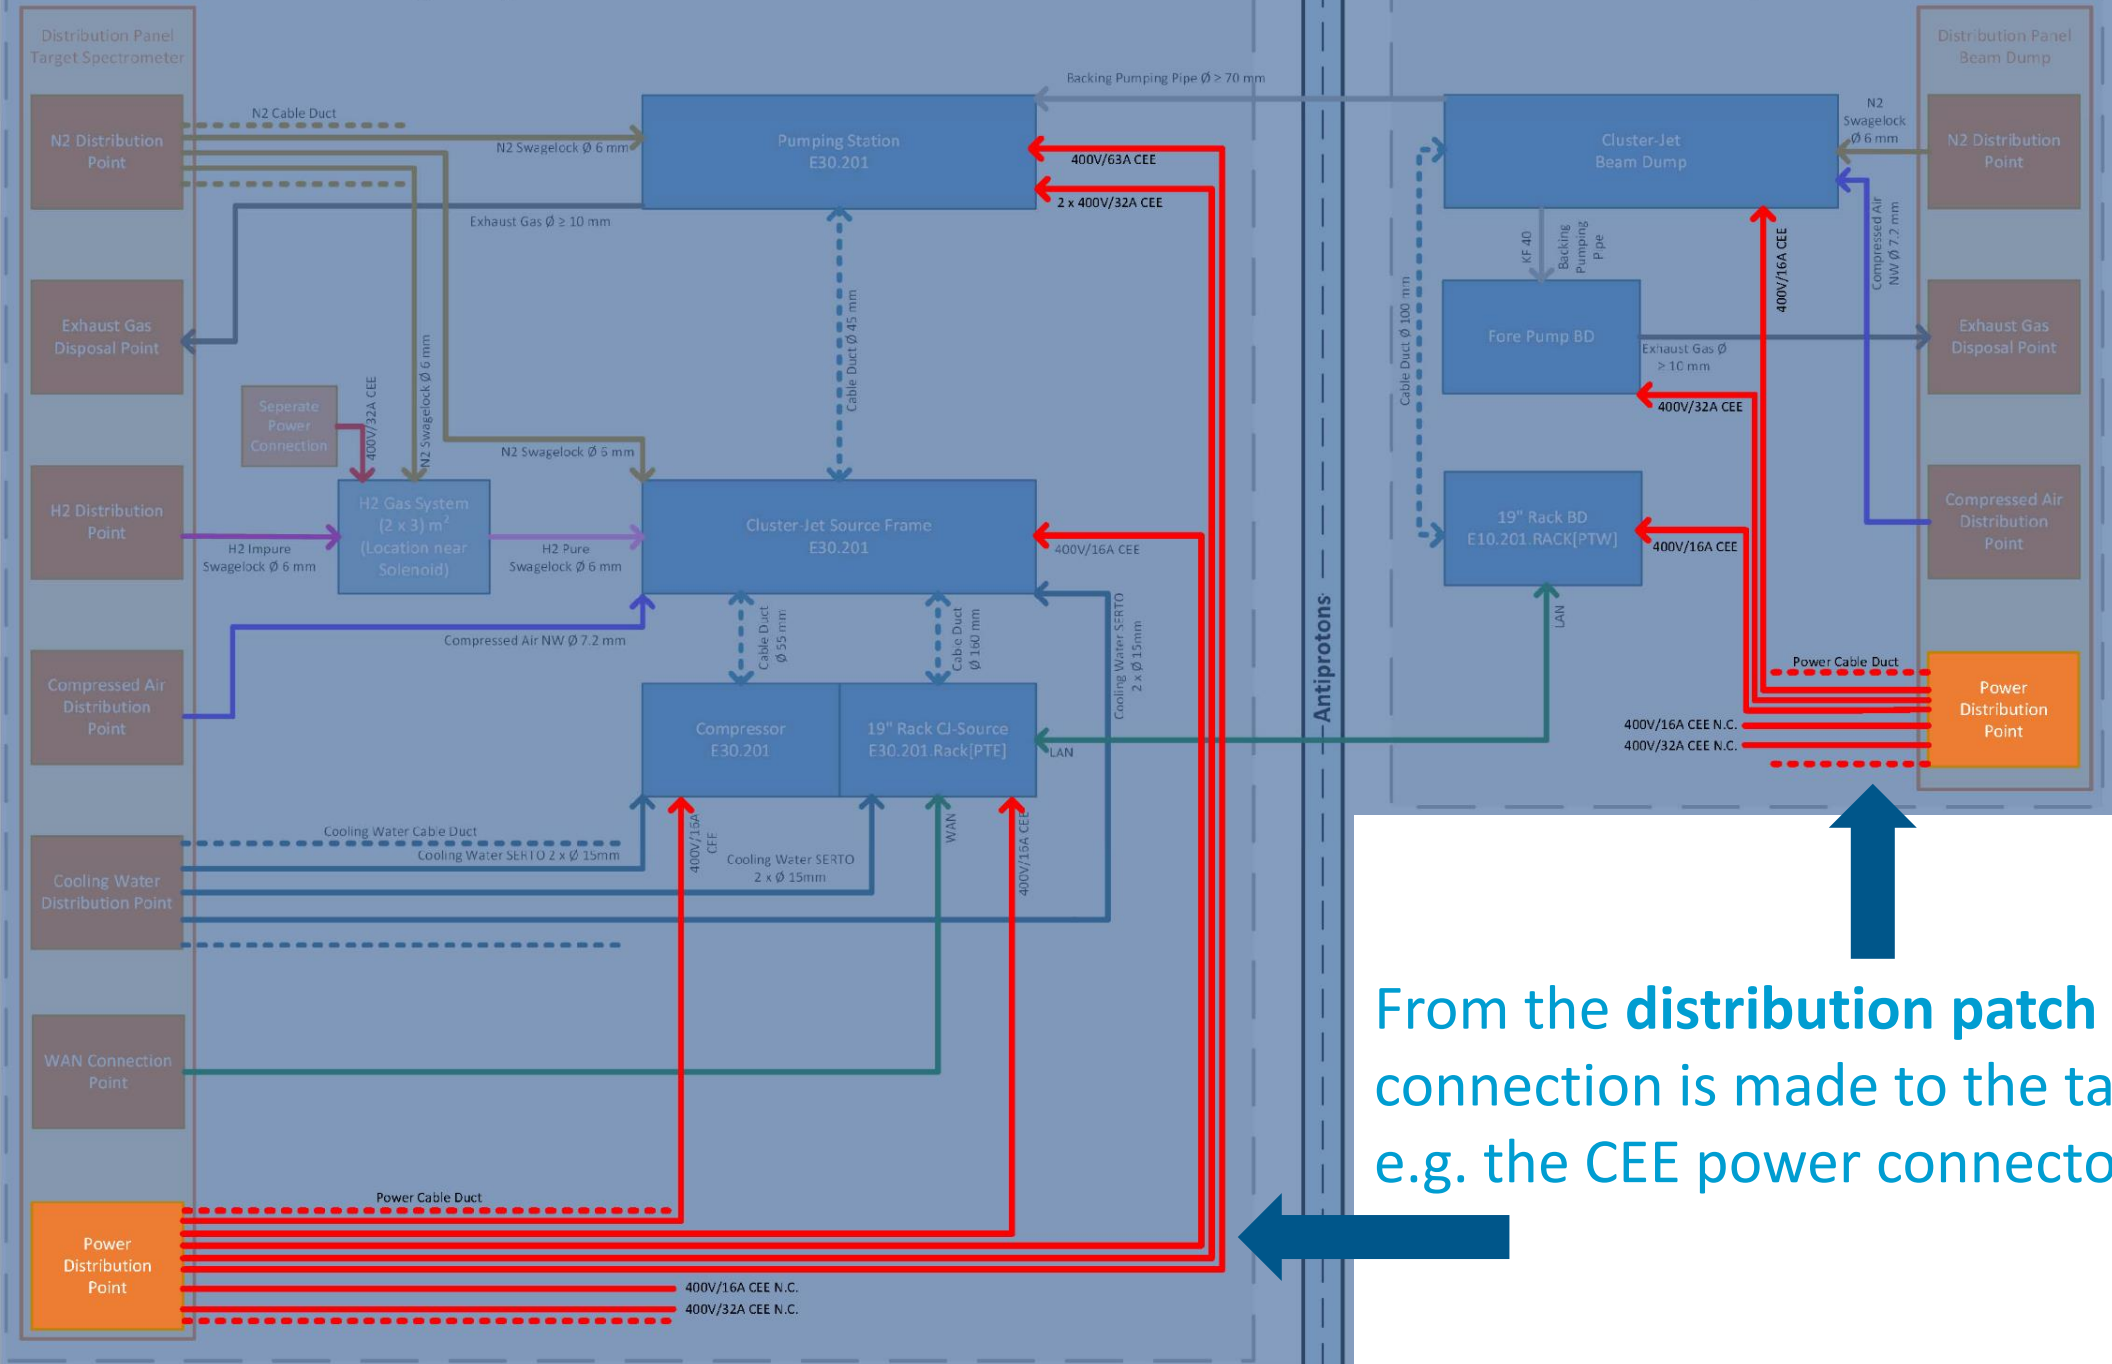 Distribution Panel
Target Spectrometer
N2 Distribution
Point
Exhaust Gas
Disposal Point
H2 Distribution
Point
Compressed Air
Distribution
Point
Cooling Water
Distribution Point
WAN Connection
Point
Power
Distribution
Point
N2 Cable Duct
N2 Swagelock Ø 6 mm
Exhaust Gas Ø ≥ 10 mm
Seperate
Power
Connection
400V/32A CEE
N2 Swagelock Ø 6 mm
N2 Swagelock Ø 6 mm
H2 Impure
Swagelock Ø 6 mm
H2 Gas System
(2 x 3) m²
(Location near
Solenoid)
H2 Pure
Swagelock Ø 6 mm
Compressed Air NW Ø 7.2 mm
Pumping Station
E30.201
Cable Duct Ø 45 mm
Cluster-Jet Source Frame
E30.201
Cable Duct
Ø 55 mm
Cable Duct
Ø 160 mm
Compressor
E30.201
19" Rack CJ-Source
E30.201.Rack[PTE]
Cooling Water Cable Duct
Cooling Water SERTO 2 x Ø 15mm
400V/16A
CEE
Cooling Water SERTO
2 x Ø 15mm
WAN
400V/16A CEE
Power Cable Duct
400V/16A CEE N.C.
400V/32A CEE N.C.
Backing Pumping Pipe Ø > 70 mm
400V/63A CEE
2 x 400V/32A CEE
400V/16A CEE
Cooling Water SERTO
2 x Ø 15mm
LAN
Antiprotons
Distribution Panel
Beam Dump
Cluster-Jet
Beam Dump
N2
Swagelock
Ø 6 mm
N2 Distribution
Point
KF 40
Backing
Pumping
Pipe
400V/16A CEE
Compressed Air
NW Ø 7.2 mm
Cable Duct Ø 100 mm
Fore Pump BD
Exhaust Gas Ø
≥ 10 mm
Exhaust Gas
Disposal Point
400V/32A CEE
19" Rack BD
E10.201.RACK[PTW]
400V/16A CEE
Compressed Air
Distribution
Point
LAN
Power Cable Duct
Power
Distribution
Point
400V/16A CEE N.C.
400V/32A CEE N.C.
From the distribution patch
connection is made to the ta
e.g. the CEE power connecto